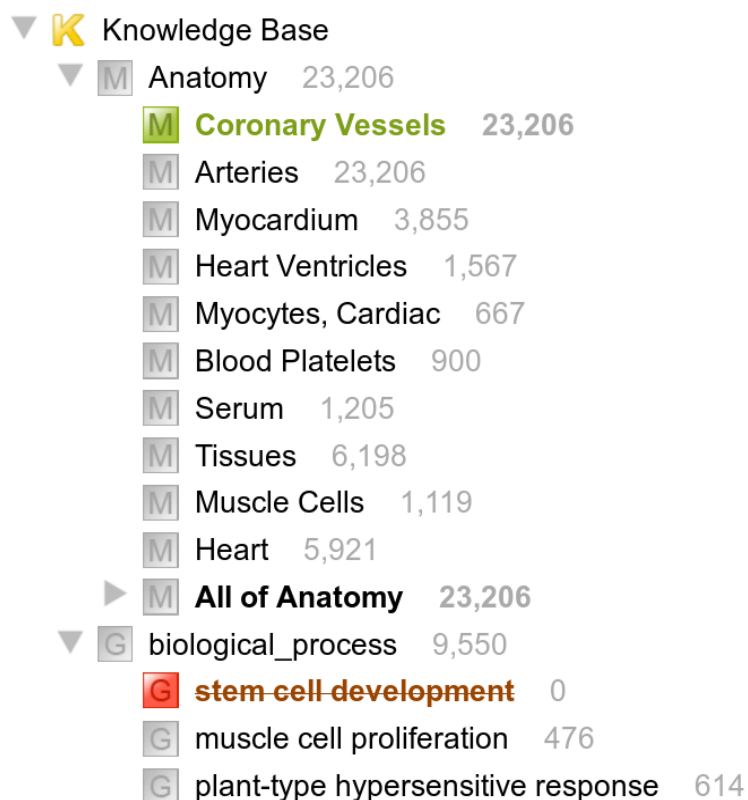 K Knowledge Base
M Anatomy 23,206
M Coronary Vessels 23,206
M Arteries 23,206
M Myocardium 3,855
M Heart Ventricles 1,567
M Myocytes, Cardiac 667
M Blood Platelets 900
M Serum 1,205
M Tissues 6,198
M Muscle Cells 1,119
M Heart 5,921
M All of Anatomy 23,206
G biological_process 9,550
G stem cell development 0
G muscle cell proliferation 476
G plant-type hypersensitive response 614